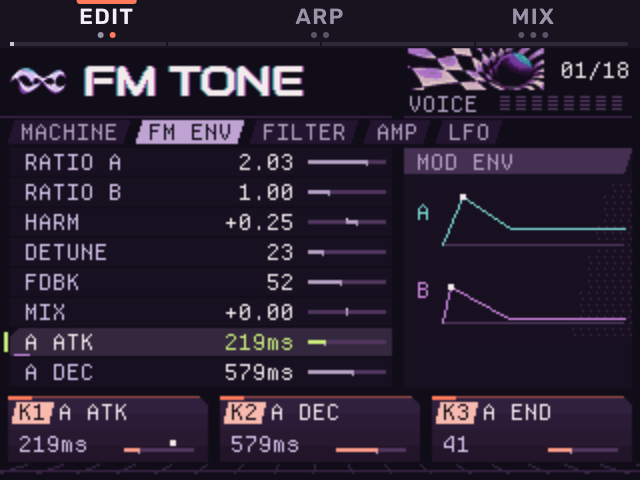 EDIT ARP MIX
FM TONE 01/18
VOICE
MACHINE FM ENV FILTER AMP LFO
RATIO A 2.03 MOD ENV
RATIO B 1.00
HARM +0.25 A
DETUNE 23
FDBK 52 B
MIX +0.00
A ATK 219ms
A DEC 579ms
K1 A ATK K2 A DEC K3 A END
219ms 579ms 41